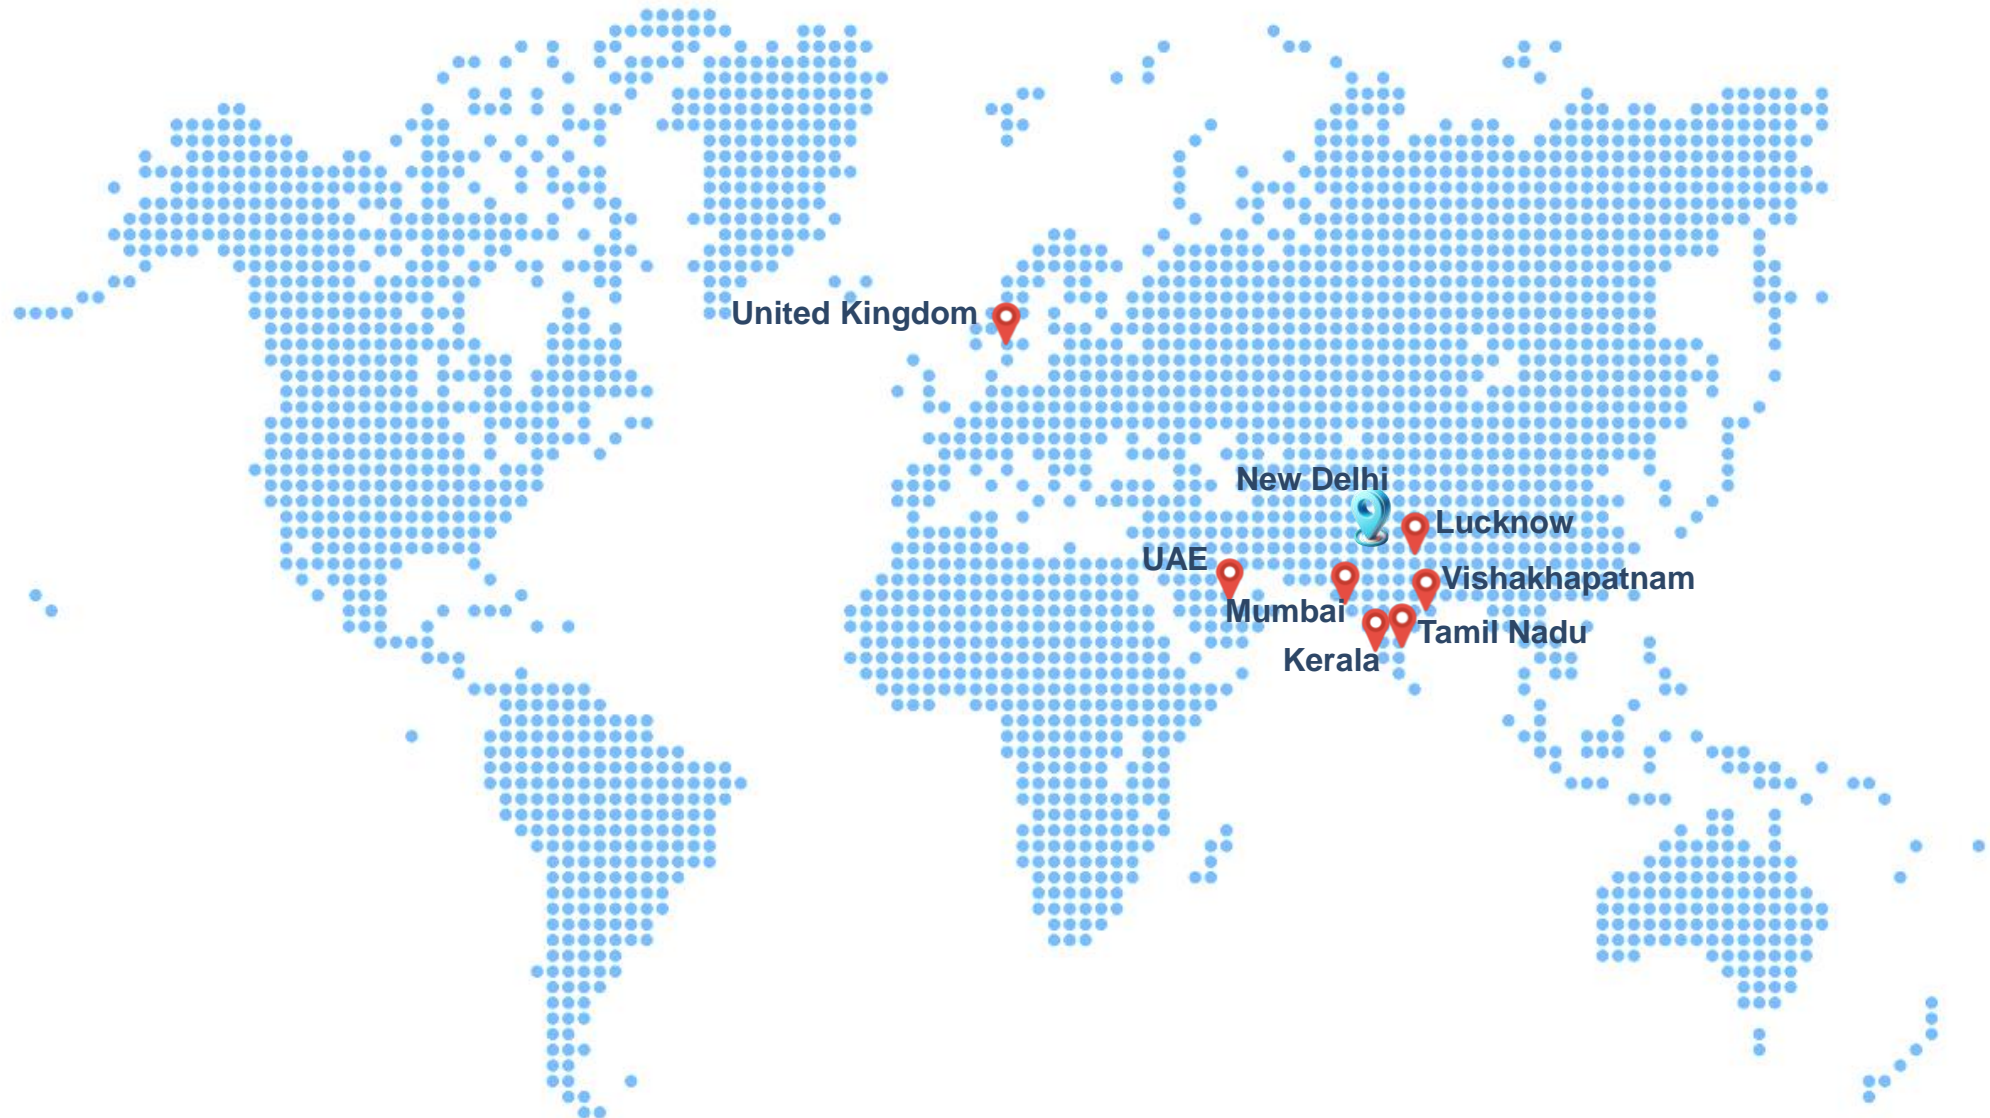 United Kingdom
New Delhi
Lucknow
UAE
Vishakhapatnam
Mumbai
Tamil Nadu
Kerala